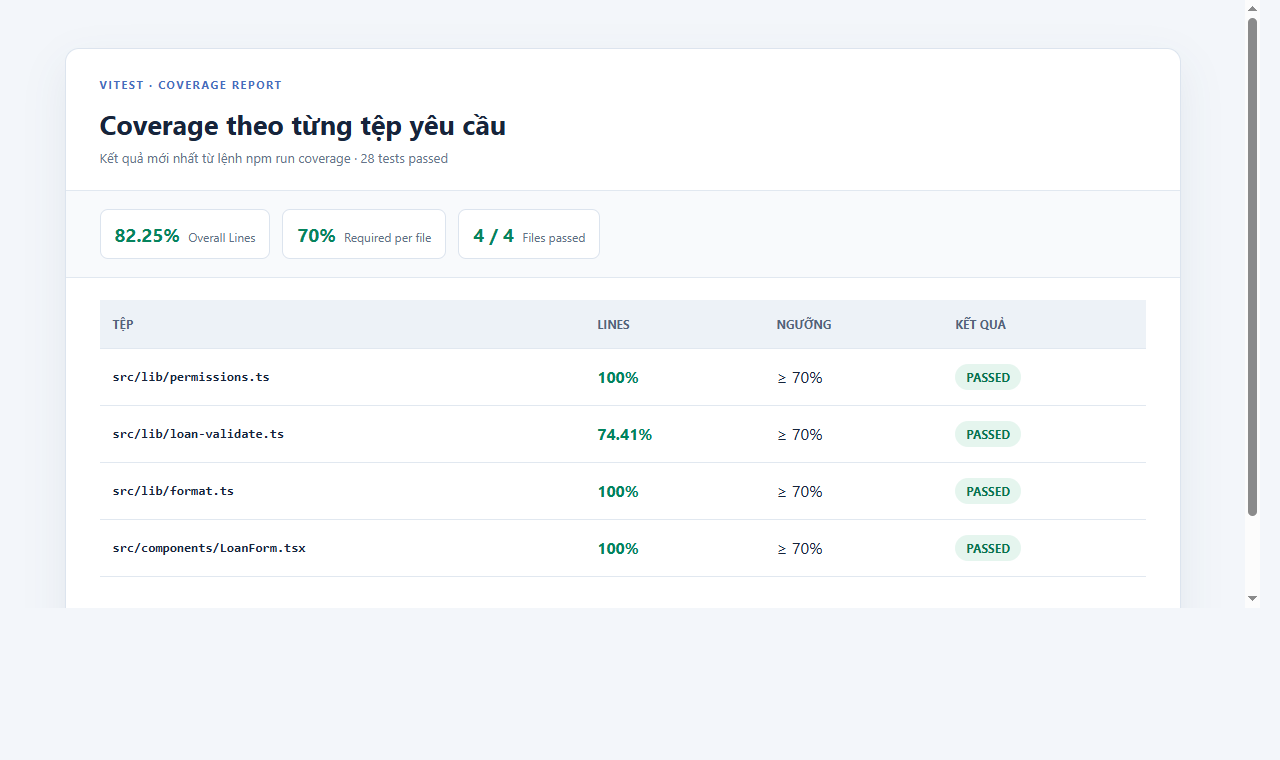 VITEST · COVERAGE REPORT
Coverage theo từng tệp yêu cầu
Kết quả mới nhất từ lệnh npm run coverage · 28 tests passed
82.25% Overall Lines 70% Required per file 4 / 4 Files passed
TỆP LINES NGƯỠNG KẾT QUẢ
src/lib/permissions.ts 100% ≥ 70% PASSED
src/lib/loan-validate.ts 74.41% ≥ 70% PASSED
src/lib/format.ts 100% ≥ 70% PASSED
src/components/LoanForm.tsx 100% ≥ 70% PASSED